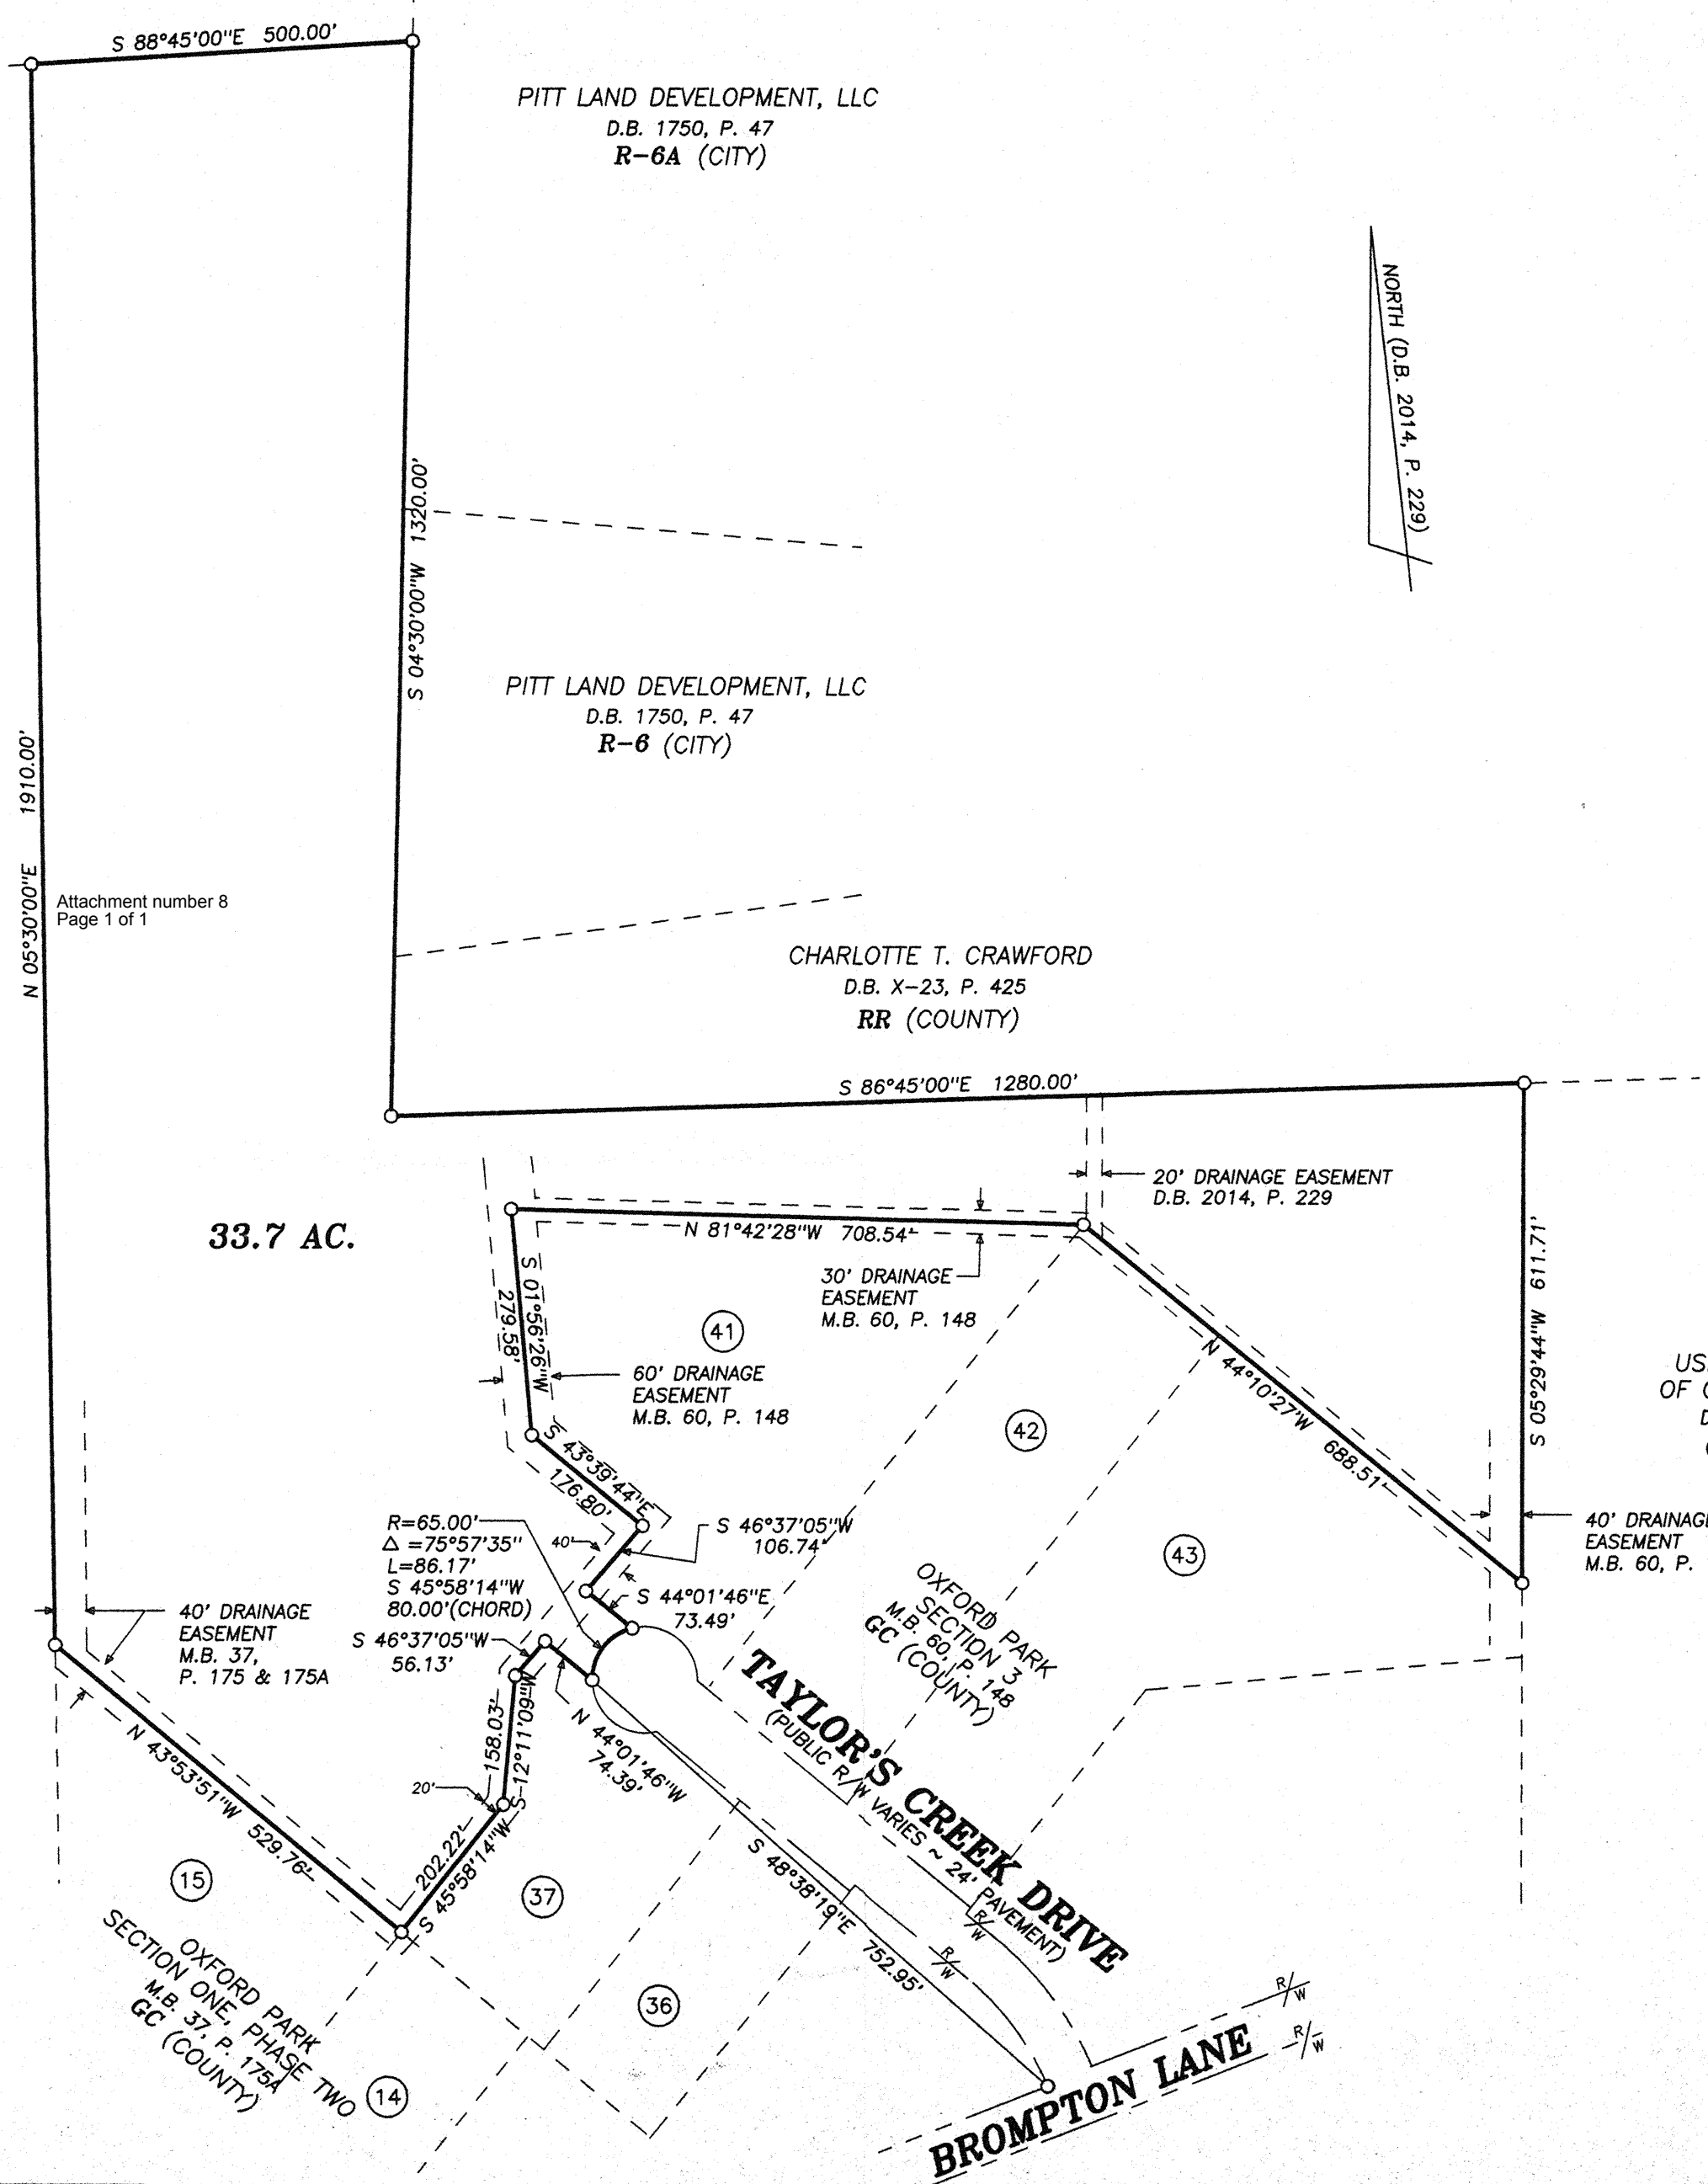 S 88°45'00"E 500.00'
PITT LAND DEVELOPMENT, LLC
D.B. 1750, P. 47
R-6A (CITY)
NORTH (D.B. 2014, P. 229)
S 04°30'00"W 1320.00'
PITT LAND DEVELOPMENT, LLC
D.B. 1750, P. 47
R-6 (CITY)
N 05°30'00"E 1910.00'
Attachment number 8
Page 1 of 1
CHARLOTTE T. CRAWFORD
D.B. X-23, P. 425
RR (COUNTY)
S 86°45'00"E 1280.00'
20' DRAINAGE EASEMENT
D.B. 2014, P. 229
33.7 AC.
N 81°42'28"W 708.54'
30' DRAINAGE
EASEMENT
M.B. 60, P. 148
S 05°29'44"W 611.71'
S 01°56'26"W
279.58'
41
60' DRAINAGE
EASEMENT
M.B. 60, P. 148
N 44°10'27"W 688.51'
US
OF
42
S 43°39'44"E
176.80'
R=65.00'
Δ =75°57'35"
L=86.17'
S 45°58'14"W
80.00'(CHORD)
40'
S 46°37'05"W
106.74'
40' DRAINAGE
EASEMENT
M.B. 60, P.
43
S 44°01'46"E
73.49'
OXFORD PARK
SECTION 3
M.B. 60, P. 148
GC (COUNTY)
40' DRAINAGE
EASEMENT
M.B. 37,
P. 175 & 175A
S 46°37'05"W
56.13'
TAYLOR'S CREEK DRIVE
(PUBLIC R/W VARIES ~ 24' PAVEMENT)
158.03'
S 12°11'09"W
N 44°01'46"W
74.39'
20'
N 43°53'51"W 529.76'
202.22'
S 45°58'14"W
S 48°38'19"E 752.95'
15
37
R/W
R/W
OXFORD PARK
SECTION ONE, PHASE TWO
M.B. 37, P. 175A
GC (COUNTY)
36
14
R/W
R/W
BROMPTON LANE